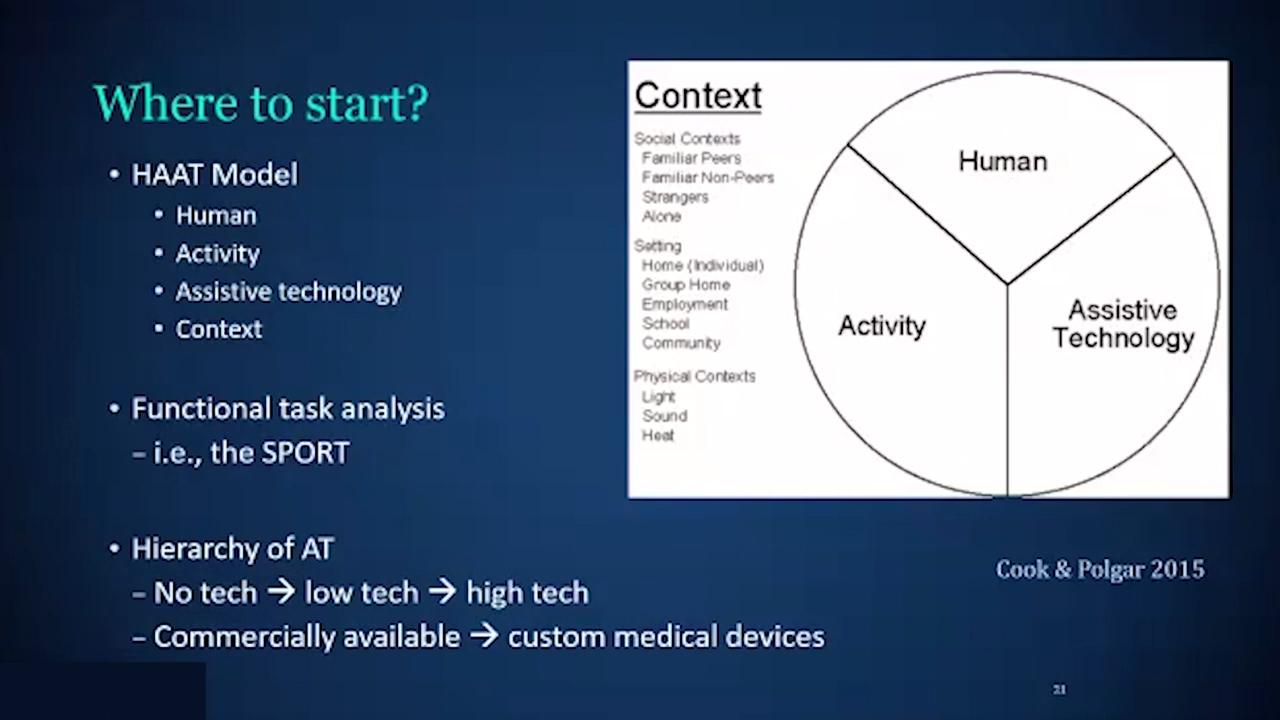 Where to start?
• HAAT Model
• Human
• Activity
• Assistive technology
• Context
• Functional task analysis
– i.e., the SPORT
• Hierarchy of AT
– No tech → low tech → high tech
– Commercially available → custom medical devices
Context
Social Contexts
Familiar Peers
Familiar Non-Peers
Strangers
Alone
Setting
Home (Individual)
Group Home
Employment
School
Community
Physical Contexts
Light
Sound
Heat
Human
Activity
Assistive
Technology
Cook & Polgar 2015
21